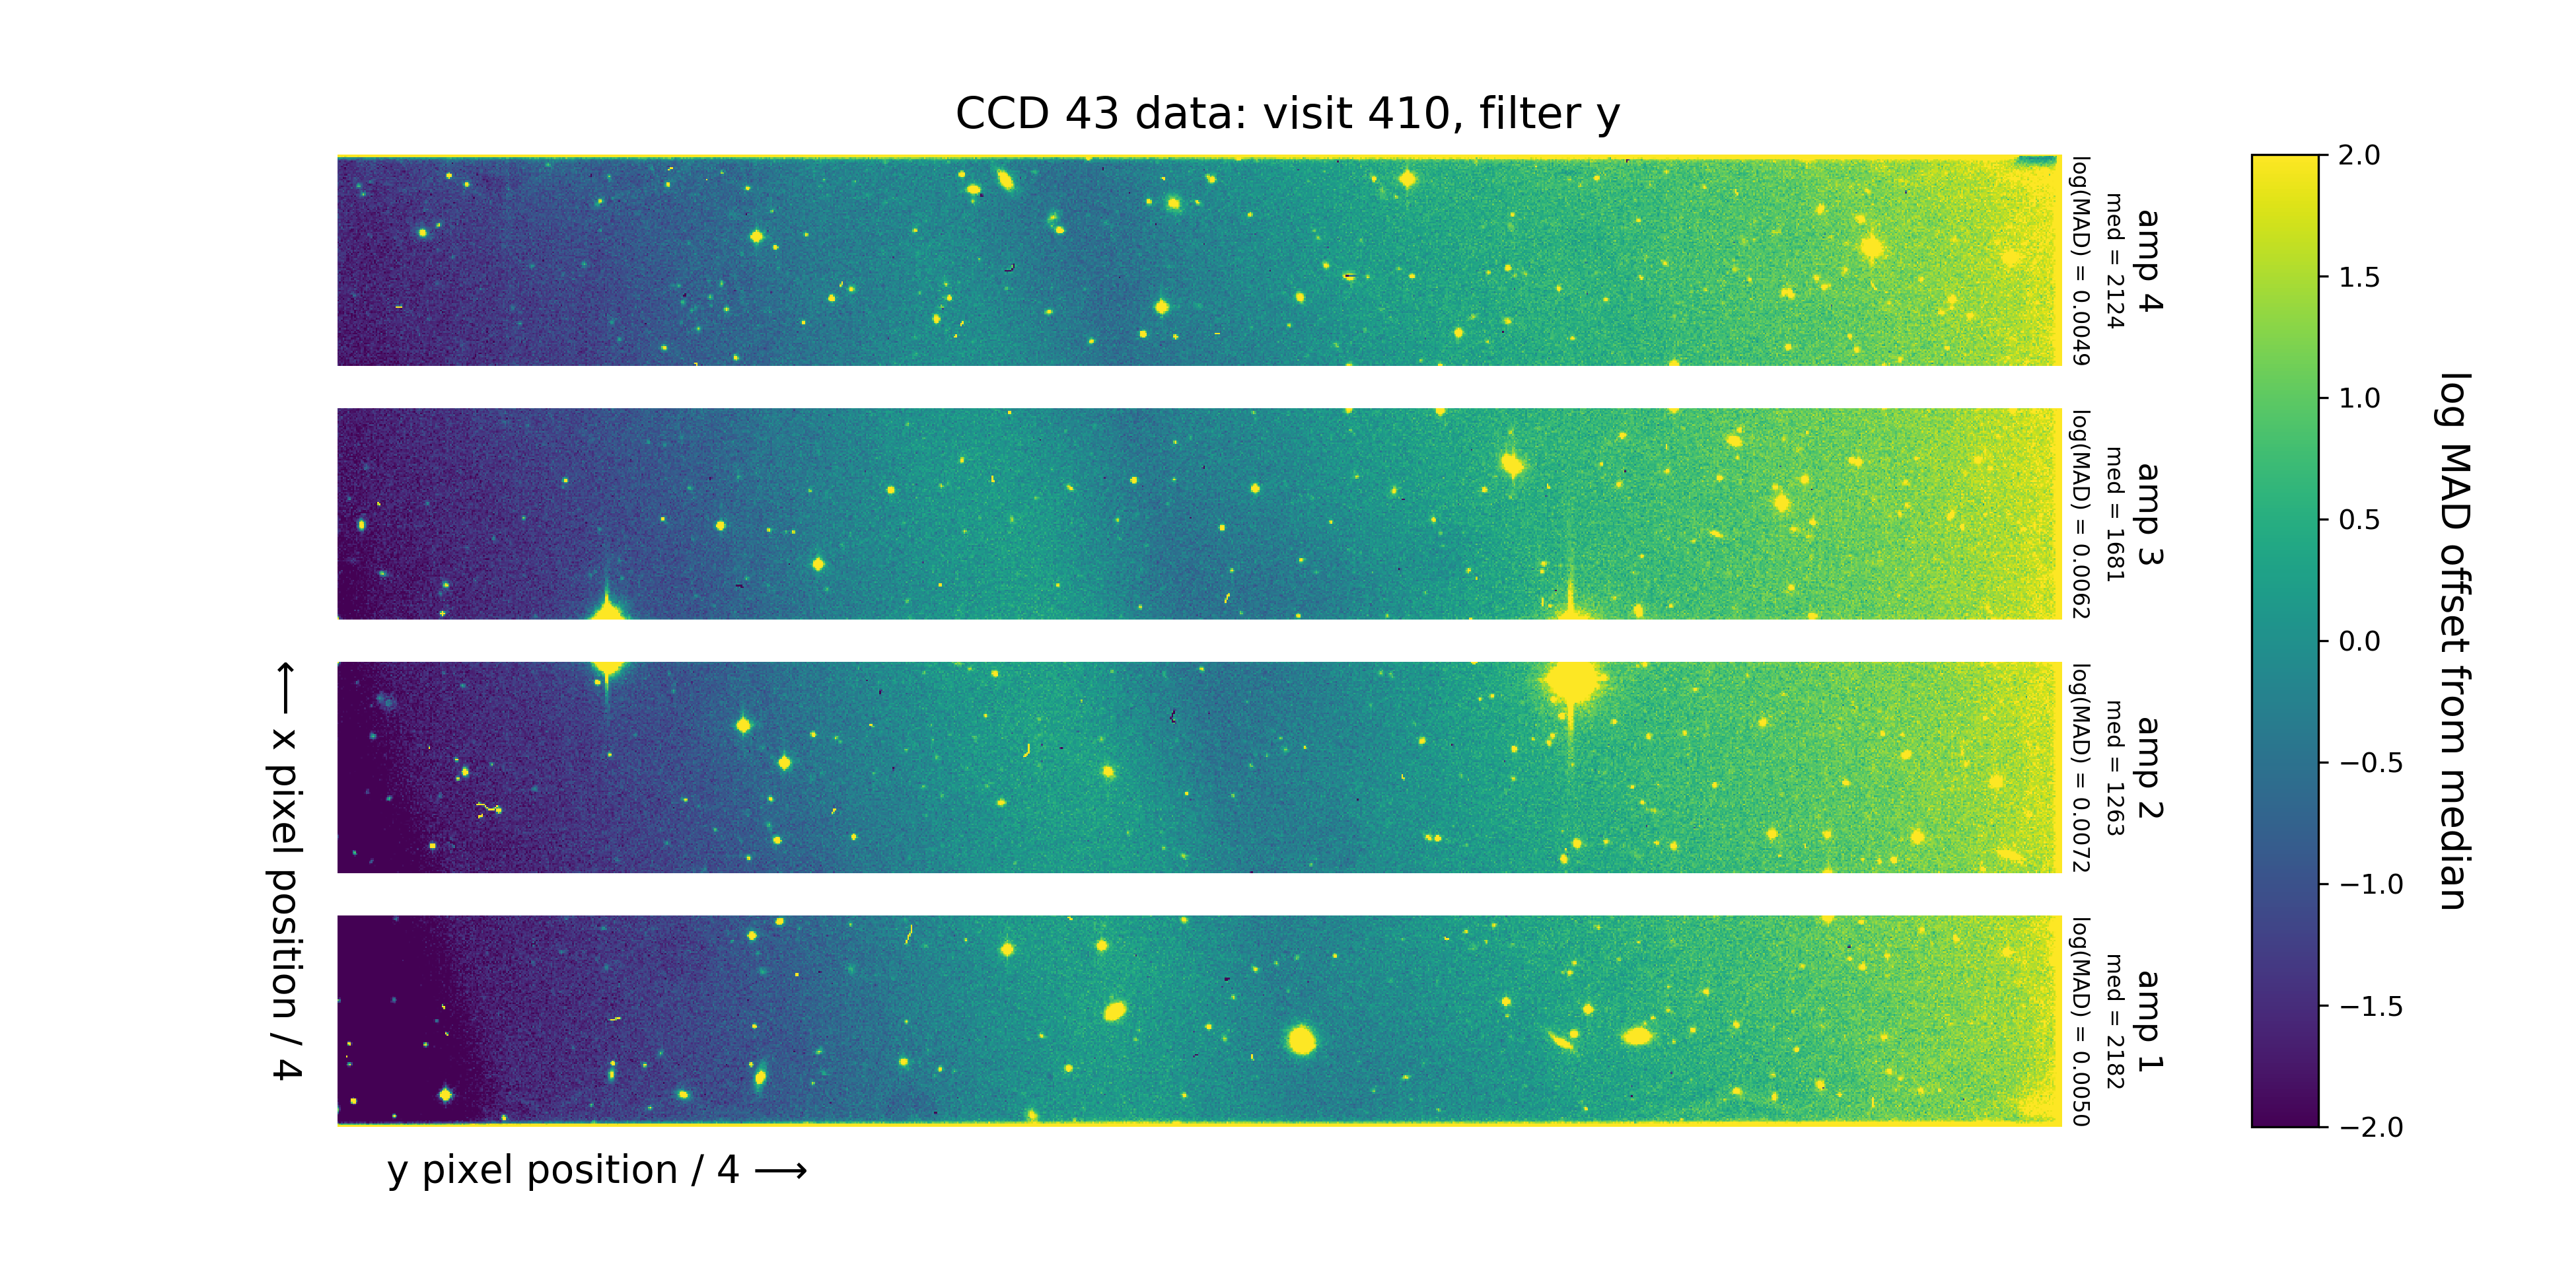 CCD 43 data: visit 410, filter y
amp 4
med = 2124
log(MAD) = 0.0049
amp 3
med = 1681
log(MAD) = 0.0062
amp 2
med = 1263
log(MAD) = 0.0072
amp 1
med = 2182
log(MAD) = 0.0050
⟵ x pixel position / 4
y pixel position / 4 ⟶
2.0
1.5
1.0
0.5
0.0
−0.5
−1.0
−1.5
−2.0
log MAD offset from median